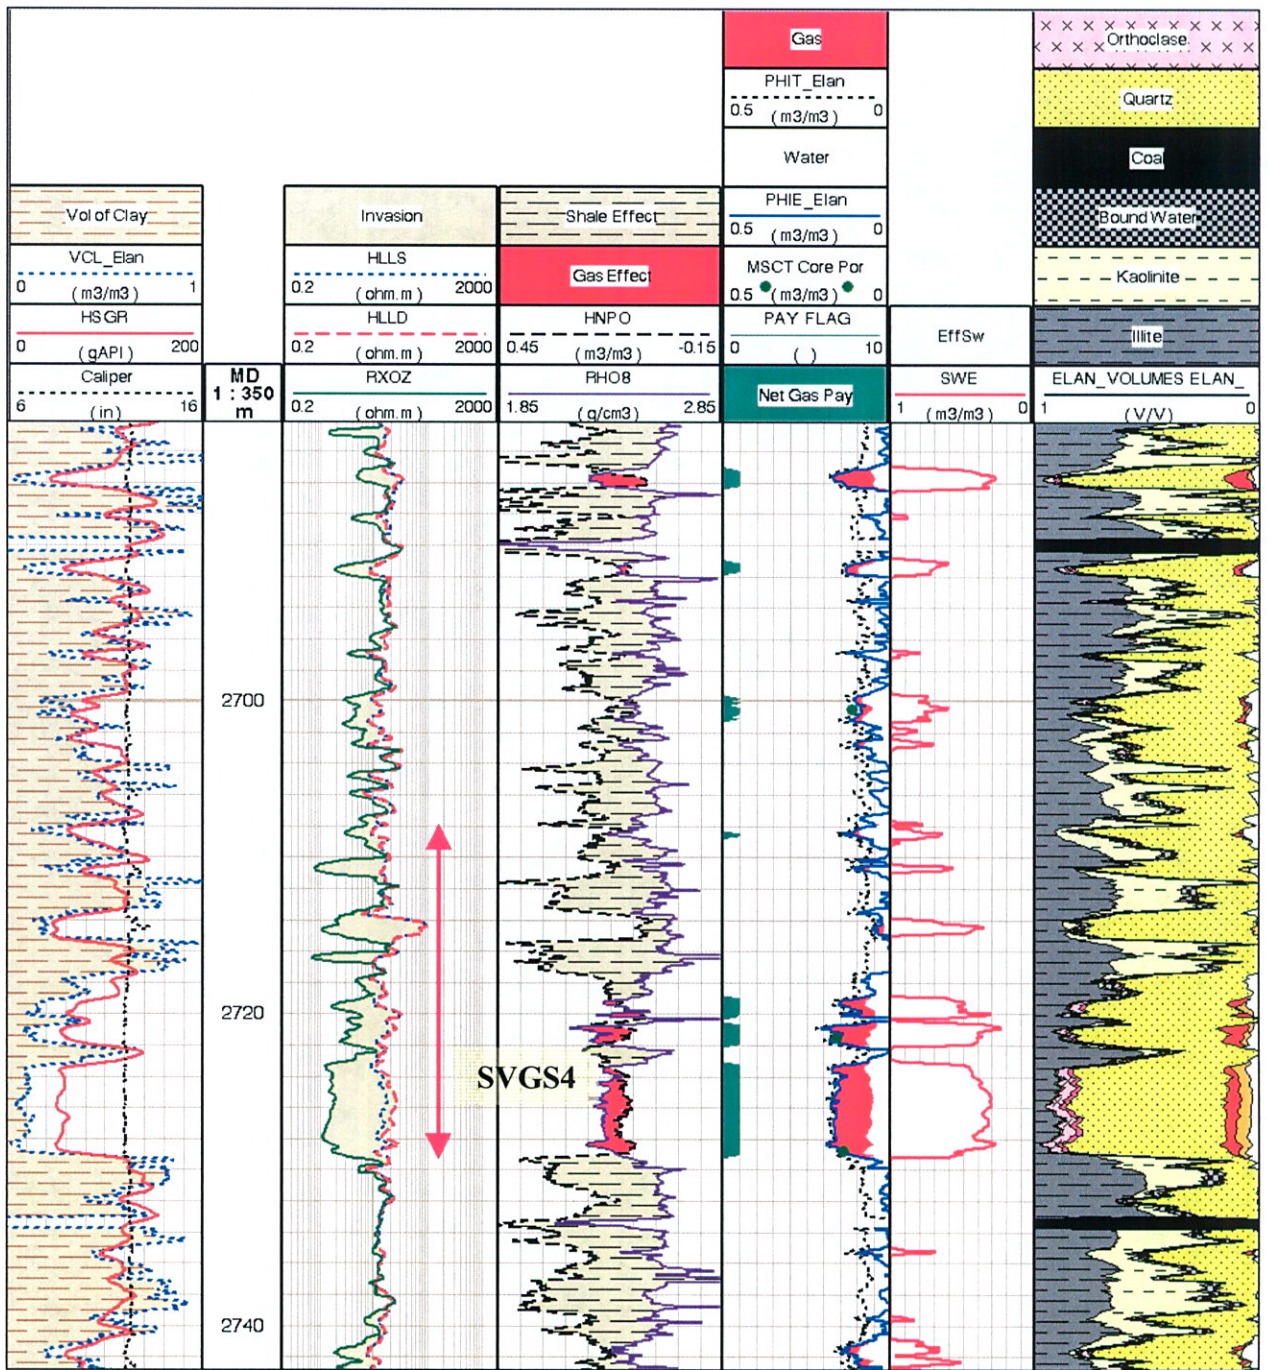 Gas
PHIT_Elan
0.5 (m3/m3) 0
Water
PHIE_Elan
0.5 (m3/m3) 0
MSCT Core Por
0.5 (m3/m3) 0
PAY FLAG
0 ( ) 10
Net Gas Pay
Orthoclase
Quartz
Coal
Bound Water
Kaolinite
Illite
ELAN_VOLUMES ELAN_
1 (V/V) 0
Vol of Clay
VCL_Elan
0 (m3/m3) 1
HSGR
0 (gAPI) 200
Caliper
6 (in) 16
MD
1 : 350
m
Invasion
HLLS
0.2 (ohm.m) 2000
HLLD
0.2 (ohm.m) 2000
RXOZ
0.2 (ohm.m) 2000
Shale Effect
Gas Effect
HNPO
0.45 (m3/m3) -0.15
RHO8
1.85 (g/cm3) 2.85
EffSw
SWE
1 (m3/m3) 0
2700
2720
SVGS4
2740